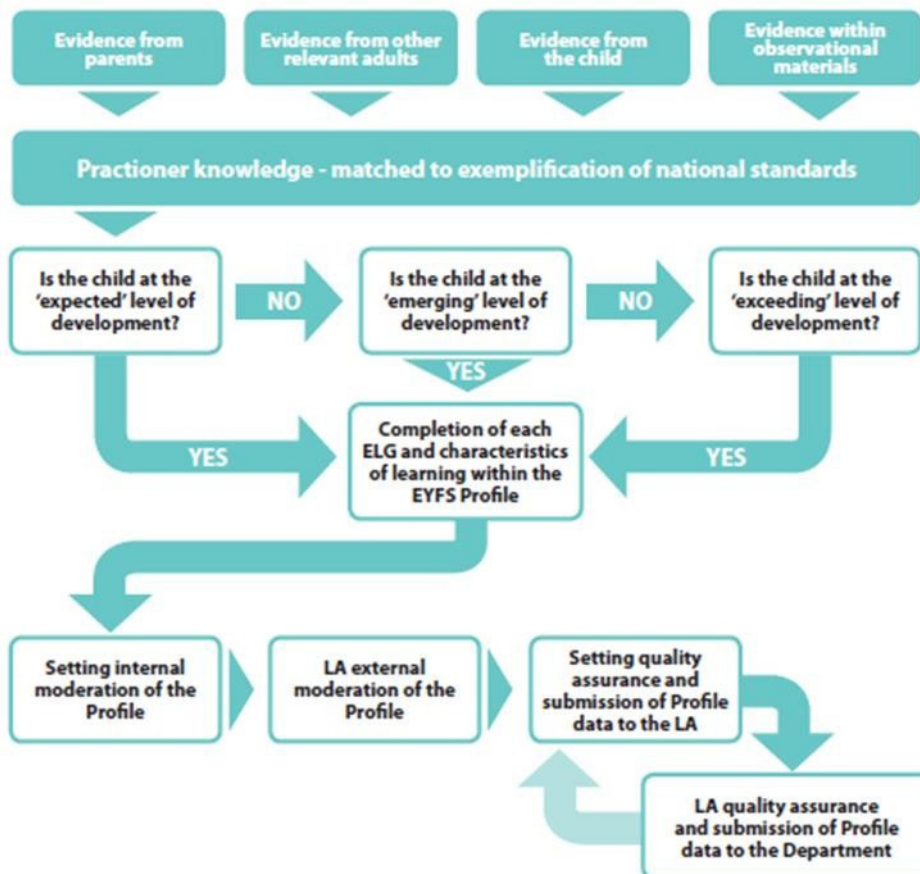 Evidence from
parents
Evidence from other
relevant adults
Evidence from
the child
Evidence within
observational
materials
Practioner knowledge - matched to exemplification of national standards
Is the child at the
'expected' level of
development?
NO
Is the child at the
'emerging' level of
development?
NO
Is the child at the
'exceeding' level of
development?
YES
YES
YES
Completion of each
ELG and characteristics
of learning within the
EYFS Profile
Setting internal
moderation of the
Profile
LA external
moderation of the
Profile
Setting quality
assurance and
submission of Profile
data to the LA
LA quality assurance
and submission of Profile
data to the Department